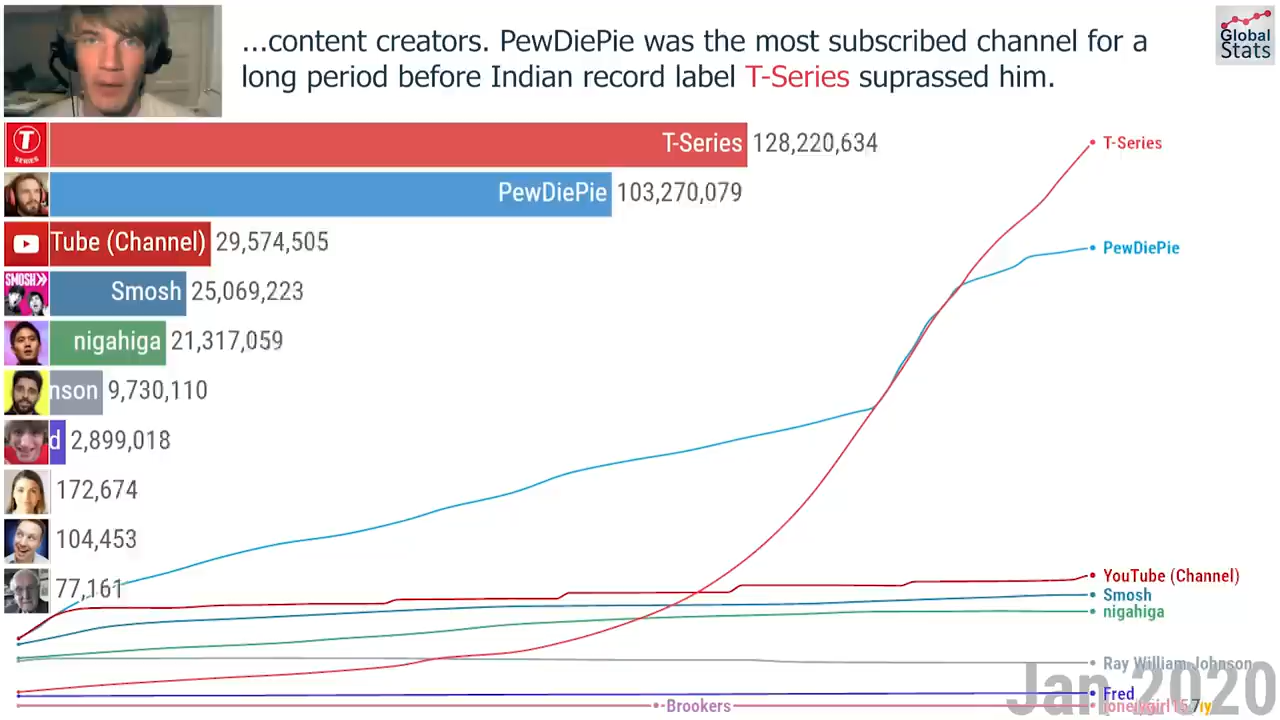 ...content creators. PewDiePie was the most subscribed channel for a
long period before Indian record label T-Series suprassed him.
Global
Stats
T
SERIES
T-Series 128,220,634
PewDiePie 103,270,079
Tube (Channel) 29,574,505
SMOSH
Smosh 25,069,223
nigahiga 21,317,059
nson 9,730,110
d 2,899,018
172,674
104,453
77,161
T-Series
PewDiePie
YouTube (Channel)
Smosh
nigahiga
Ray William Johnson
Jan 2020
Fred
Brookers